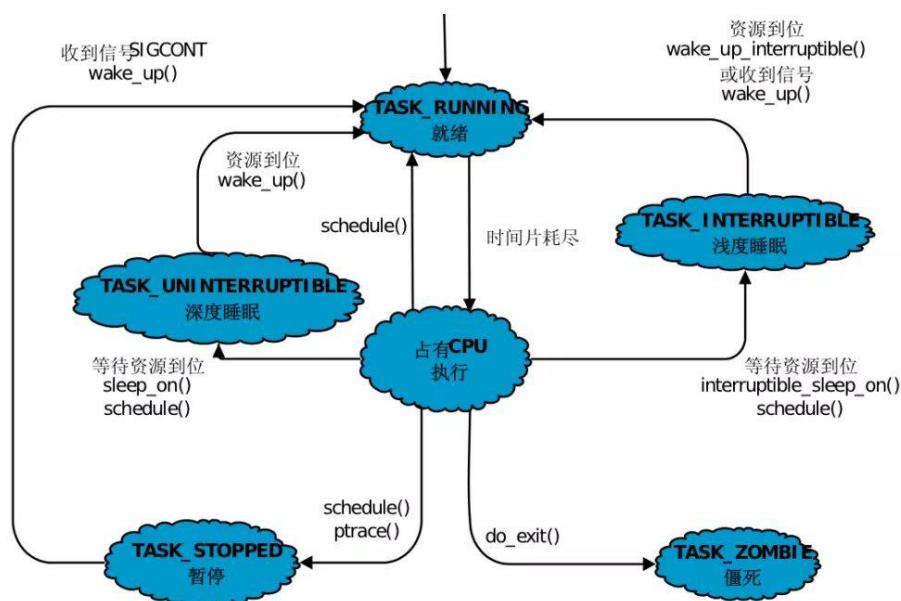 收到信号SIGCONT
wake_up()
资源到位
wake_up_interruptible()
或收到信号
wake_up()
TASK_RUNNING
就绪
资源到位
wake_up()
schedule()
时间片耗尽
TASK_INTERRUPTIBLE
浅度睡眠
TASK_UNINTERRUPTIBLE
深度睡眠
占有CPU
执行
等待资源到位
sleep_on()
schedule()
等待资源到位
interruptible_sleep_on()
schedule()
schedule()
ptrace()
do_exit()
TASK_STOPPED
暂停
TASK_ZOMBIE
僵死